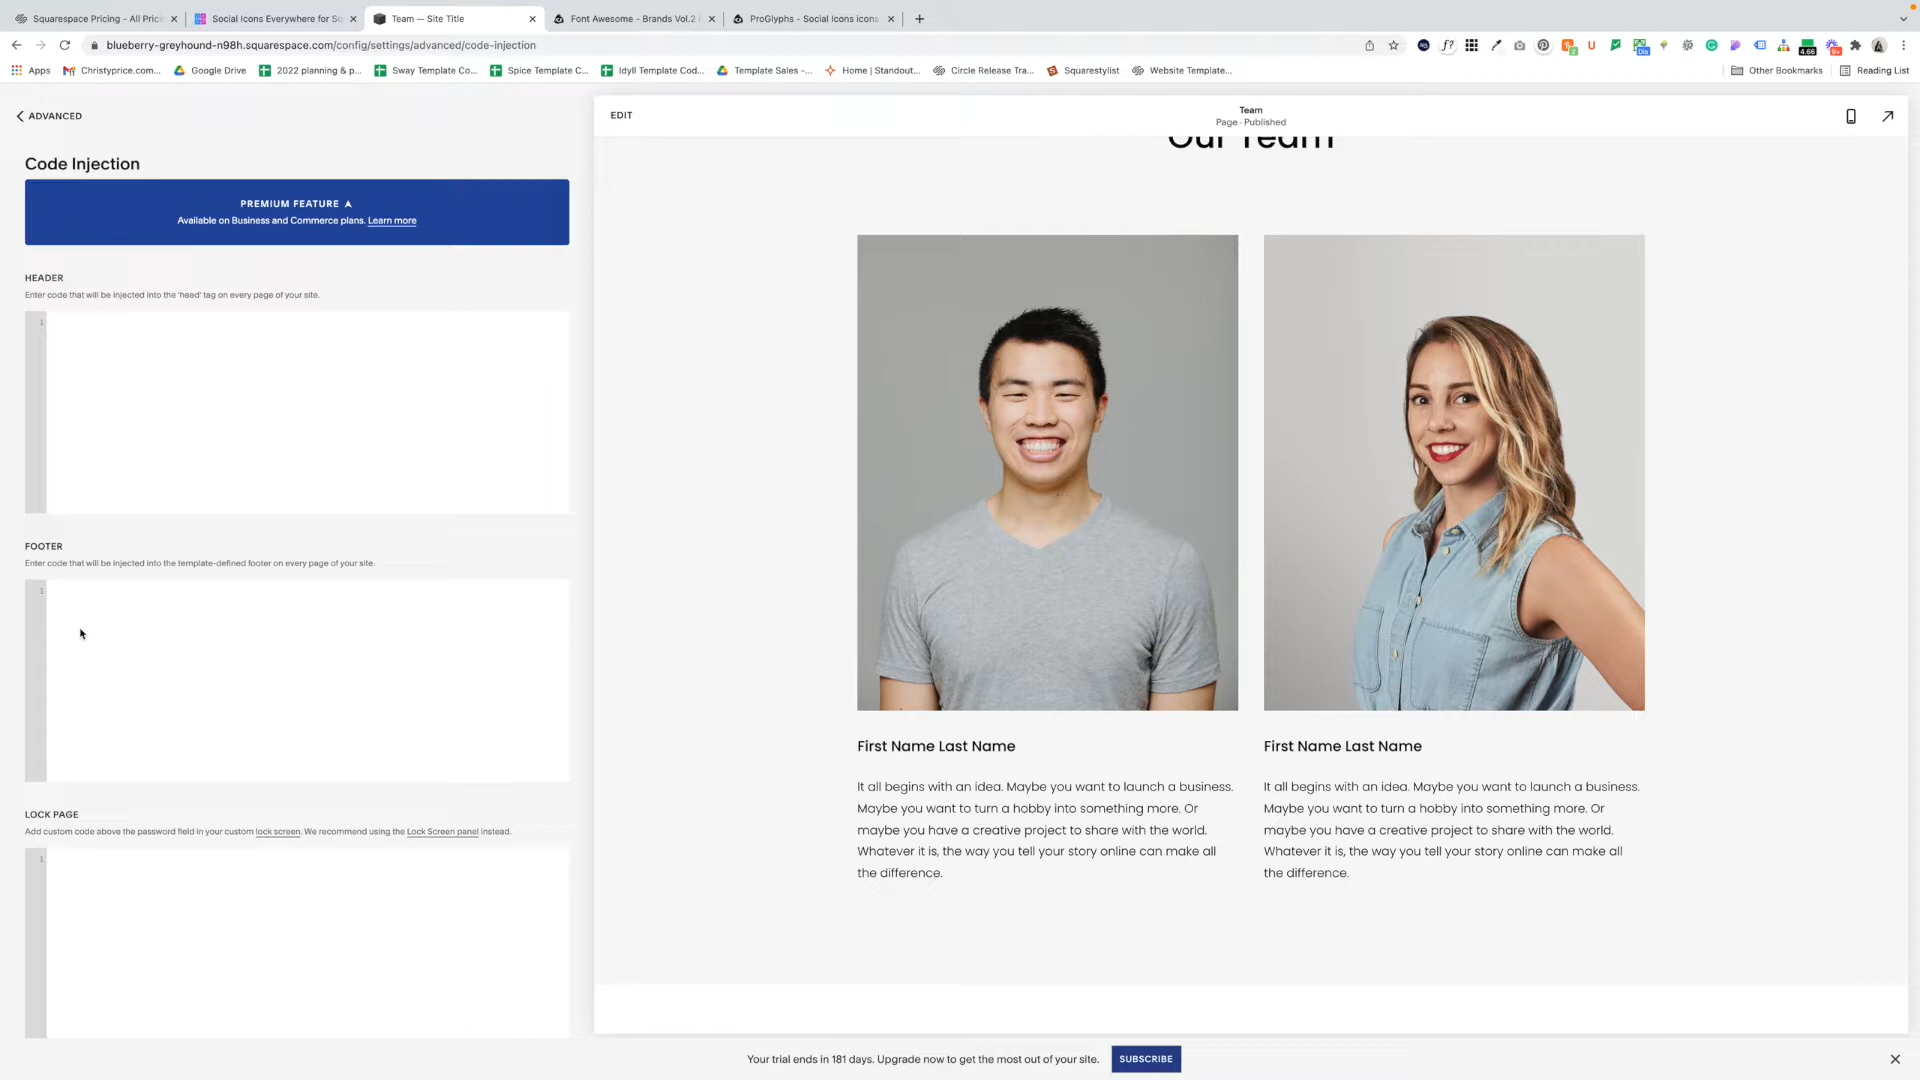 Squarespace Pricing - All Prici
Social Icons Everywhere for Sq
Team — Site Title
Font Awesome - Brands Vol.2 i
ProGlyphs - Social Icons icons
blueberry-greyhound-n98h.squarespace.com/config/settings/advanced/code-injection
Apps
Christyprice.com...
Google Drive
2022 planning & p...
Sway Template Co...
Spice Template C...
Idyll Template Cod...
Template Sales -...
Home | Standout...
Circle Release Tra...
Squarestylist
Website Template...
Other Bookmarks
Reading List
ADVANCED
Code Injection
PREMIUM FEATURE
Available on Business and Commerce plans. Learn more
HEADER
Enter code that will be injected into the 'head' tag on every page of your site.
1
FOOTER
Enter code that will be injected into the template-defined footer on every page of your site.
1
LOCK PAGE
Add custom code above the password field in your custom lock screen. We recommend using the Lock Screen panel instead.
1
EDIT
Team
Page · Published
Our Team
First Name Last Name
It all begins with an idea. Maybe you want to launch a business.
Maybe you want to turn a hobby into something more. Or
maybe you have a creative project to share with the world.
Whatever it is, the way you tell your story online can make all
the difference.
First Name Last Name
It all begins with an idea. Maybe you want to launch a business.
Maybe you want to turn a hobby into something more. Or
maybe you have a creative project to share with the world.
Whatever it is, the way you tell your story online can make all
the difference.
Your trial ends in 181 days. Upgrade now to get the most out of your site.
SUBSCRIBE